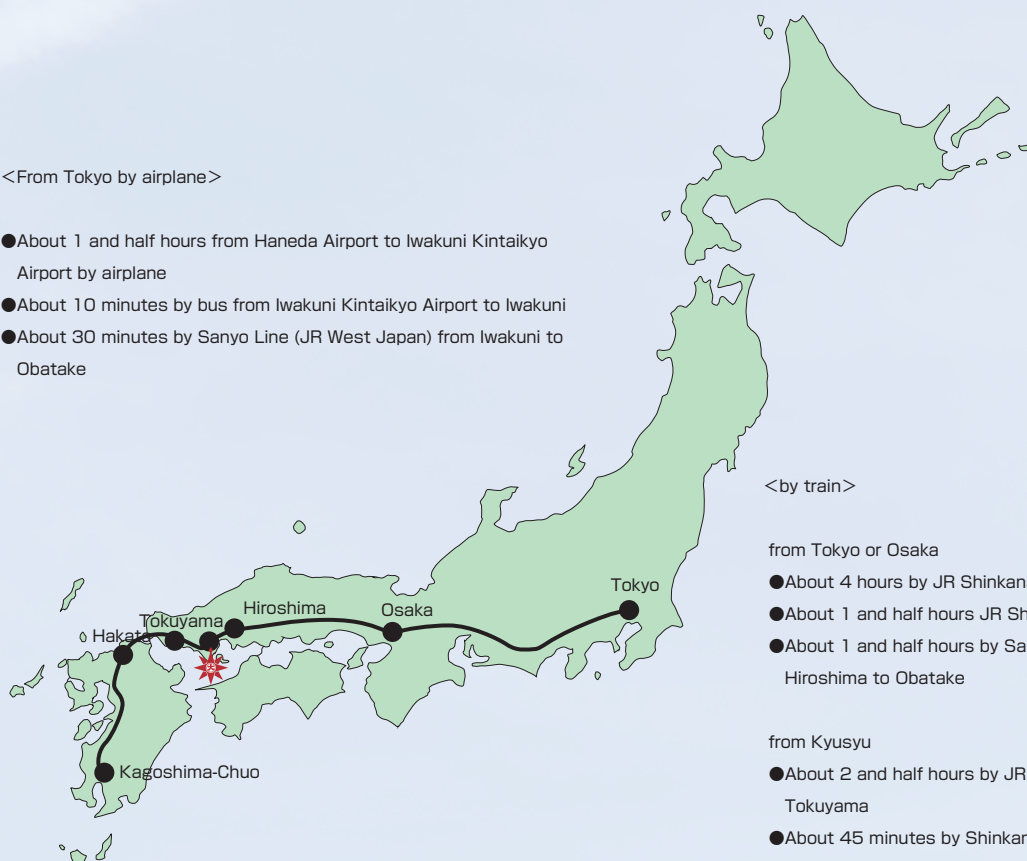 <From Tokyo by airplane>
●About 1 and half hours from Haneda Airport to Iwakuni Kintaikyo
Airport by airplane
●About 10 minutes by bus from Iwakuni Kintaikyo Airport to Iwakuni
●About 30 minutes by Sanyo Line (JR West Japan) from Iwakuni to
Obatake
<by train>
from Tokyo or Osaka
●About 4 hours by JR Shinkan
●About 1 and half hours JR Sh
●About 1 and half hours by Sa
Hiroshima to Obatake
from Kyusyu
●About 2 and half hours by JR
Tokuyama
●About 45 minutes by Shinkan
Tokyo
Osaka
Hiroshima
Tokuyama
Hakata
Kagoshima-Chuo